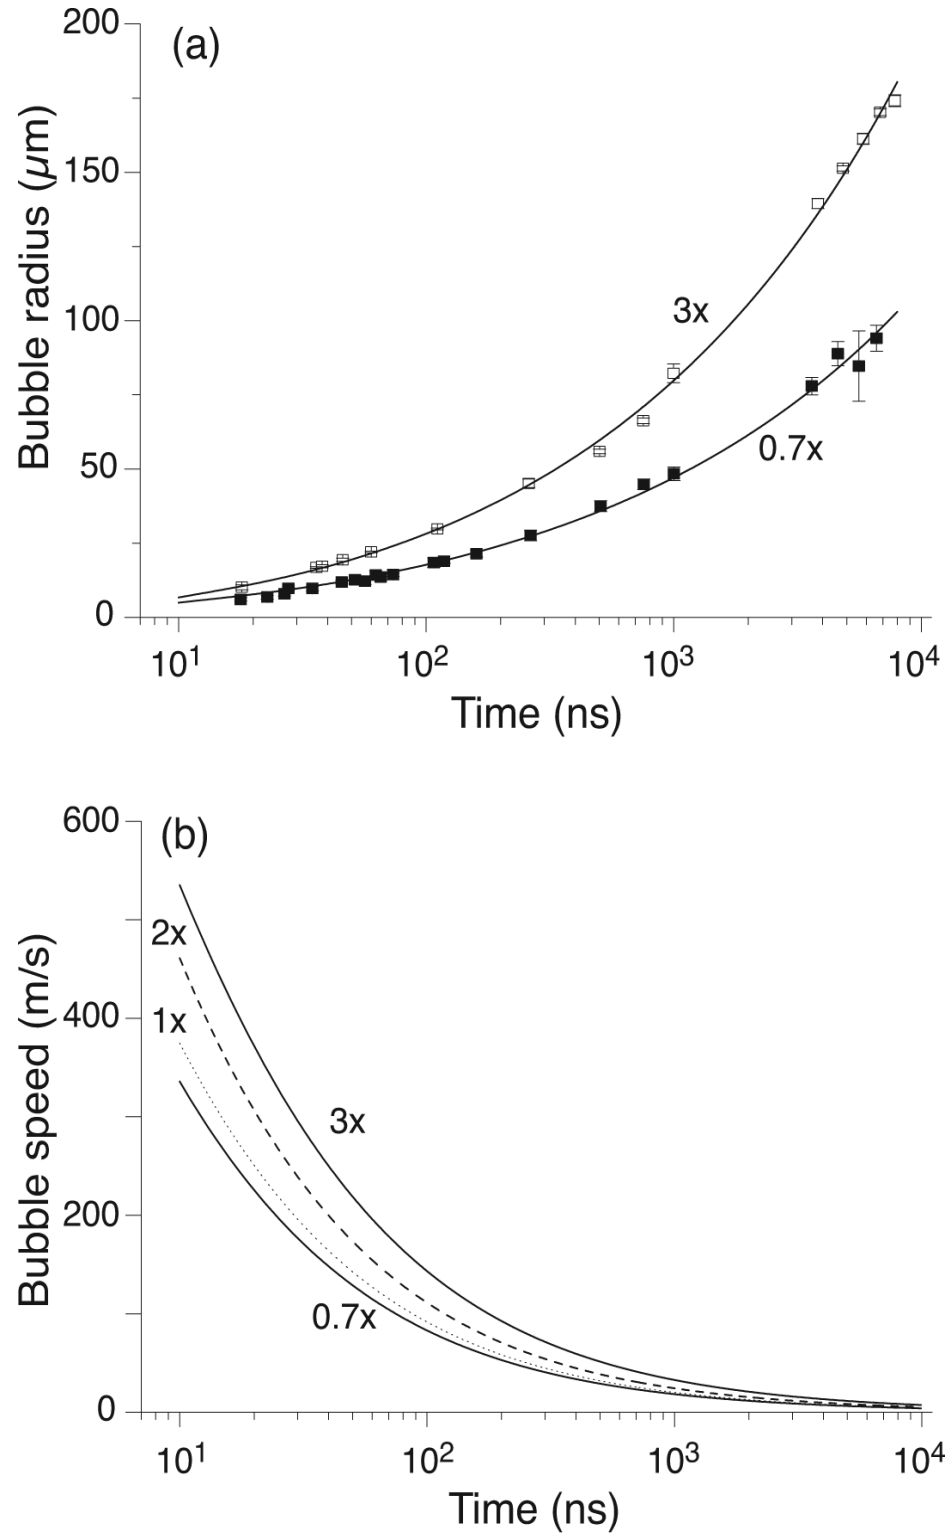 (a)
200
150
100
50
0
Bubble radius (µm)
3x
0.7x
10¹ 10² 10³ 10⁴
Time (ns)
(b)
600
400
200
0
Bubble speed (m/s)
2x
1x
3x
0.7x
10¹ 10² 10³ 10⁴
Time (ns)